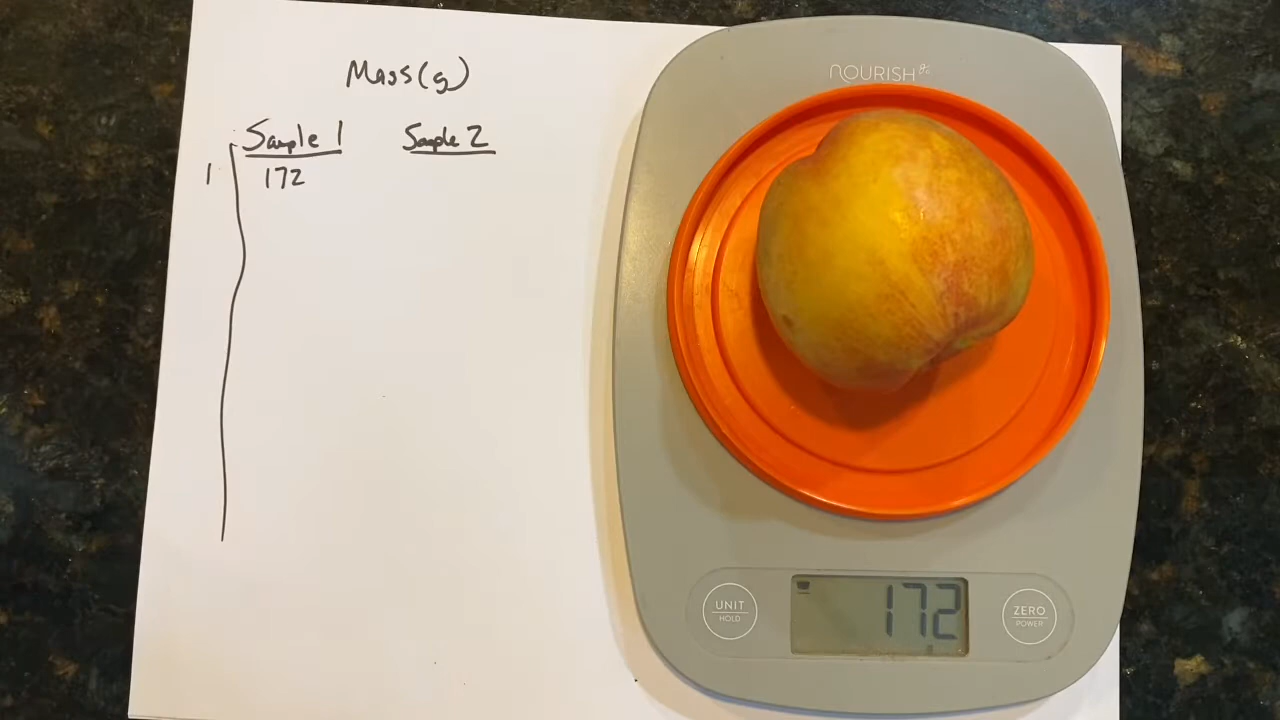 Mass(g)
Sample 1 Sample 2
1 172
NOURISH
UNIT
HOLD
172
ZERO
POWER